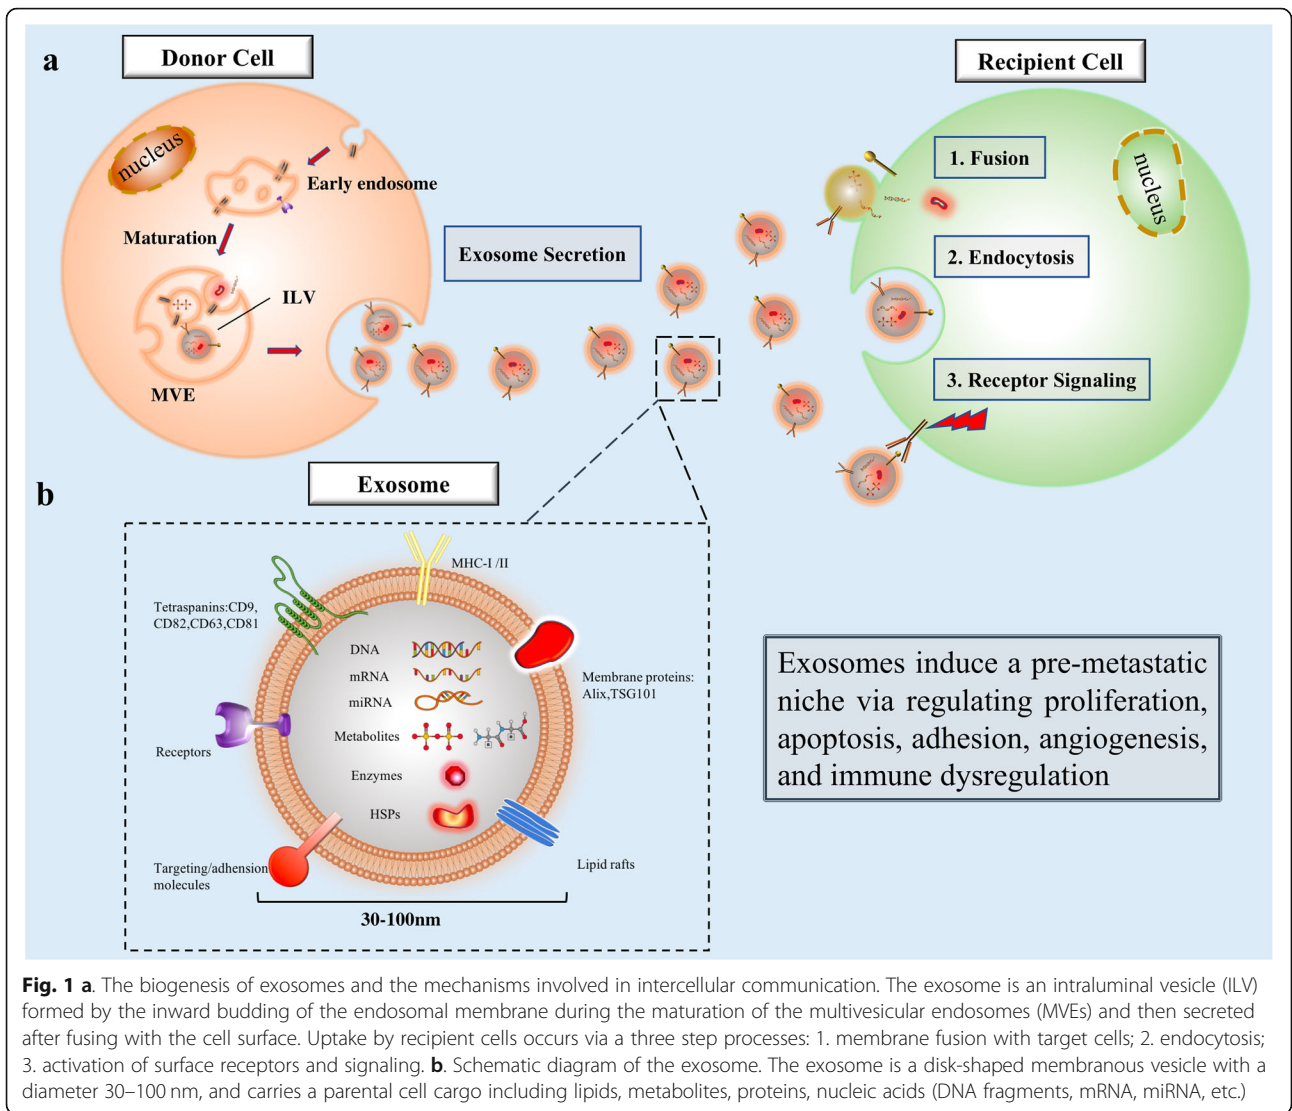 a
Donor Cell
Recipient Cell
nucleus
Early endosome
Maturation
ILV
MVE
Exosome Secretion
1. Fusion
nucleus
2. Endocytosis
3. Receptor Signaling
b
Exosome
MHC-I /II
Tetraspanins:CD9,
CD82,CD63,CD81
DNA
mRNA
miRNA
Metabolites
Enzymes
HSPs
Membrane proteins:
Alix,TSG101
Receptors
Targeting/adhension
molecules
Lipid rafts
30-100nm
Exosomes induce a pre-metastatic
niche via regulating proliferation,
apoptosis, adhesion, angiogenesis,
and immune dysregulation
Fig. 1 a. The biogenesis of exosomes and the mechanisms involved in intercellular communication. The exosome is an intraluminal vesicle (ILV)
formed by the inward budding of the endosomal membrane during the maturation of the multivesicular endosomes (MVEs) and then secreted
after fusing with the cell surface. Uptake by recipient cells occurs via a three step processes: 1. membrane fusion with target cells; 2. endocytosis;
3. activation of surface receptors and signaling. b. Schematic diagram of the exosome. The exosome is a disk-shaped membranous vesicle with a
diameter 30–100 nm, and carries a parental cell cargo including lipids, metabolites, proteins, nucleic acids (DNA fragments, mRNA, miRNA, etc.)